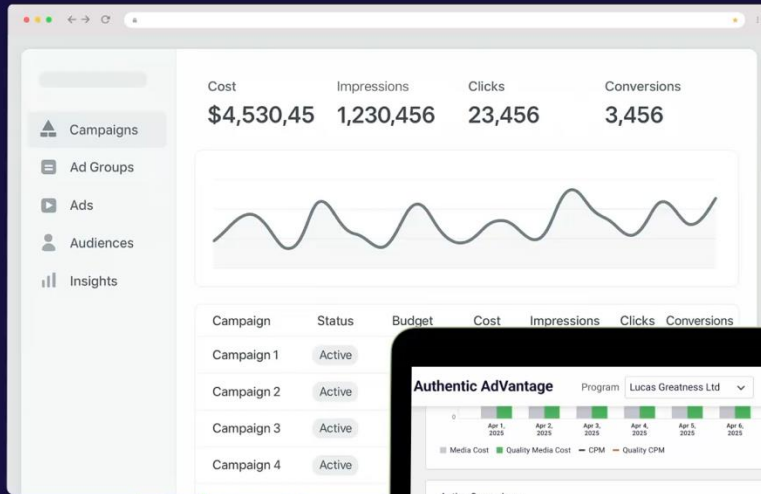 Cost Impressions Clicks Conversions
$4,530,45 1,230,456 23,456 3,456
Campaigns
Ad Groups
Ads
Audiences
Insights
Campaign Status Budget Cost Impressions Clicks Conversions
Campaign 1 Active
Campaign 2 Active
Campaign 3 Active
Campaign 4 Active
Authentic AdVantage Program Lucas Greatness Ltd
0
Apr 1, Apr 2, Apr 3, Apr 4, Apr 5, Apr 6,
2025 2025 2025 2025 2025 2025
Media Cost Quality Media Cost CPM Quality CPM